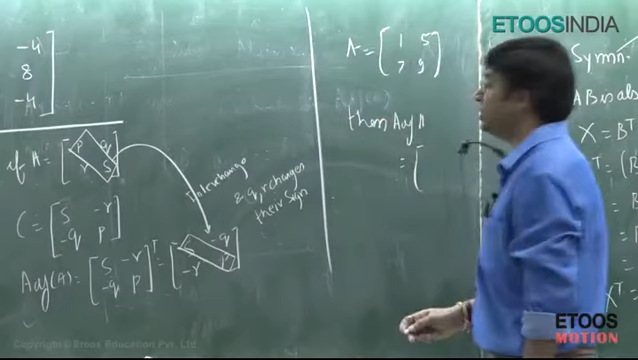 -4
8
-4
if A = [ p q
r s ]
C = [ S -r
-q p ]
Adj(A) = [ S -r
-q p ]ᵀ = [ S -q
-r p ]
Interchange
& q, r changes
their sign
A = [ 1 5
7 9 ]
then Adj A
= [
Symm.
AB is als
X = Bᵀ
ETOOSINDIA
ETOOS
MOTION
Copyright © Etoos Education Pvt. Ltd.